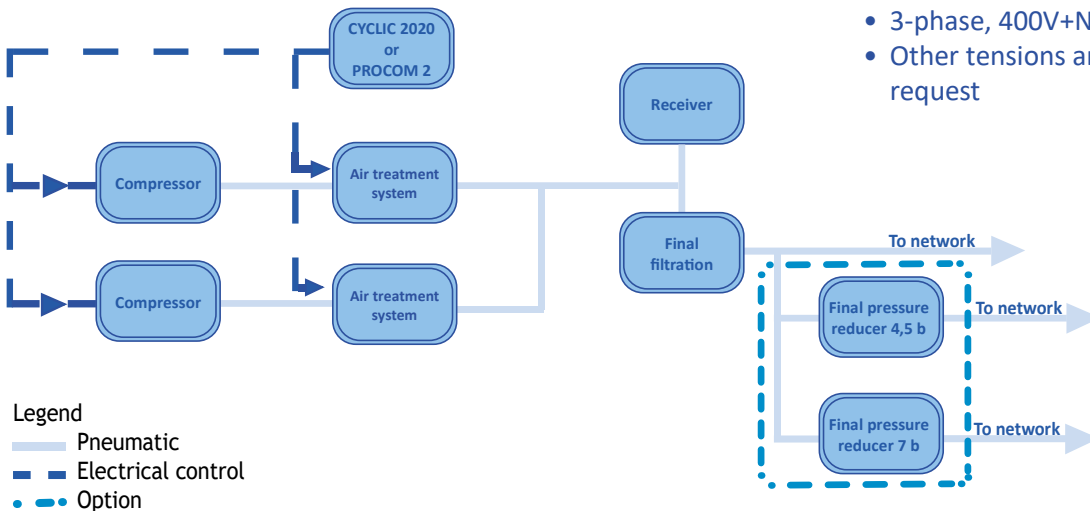 CYCLIC 2020
or
PROCOM 2
• 3-phase, 400V+N
• Other tensions
request
Receiver
Compressor
Air treatment
system
Final
filtration
To network
Compressor
Air treatment
system
Final pressure
reducer 4,5 b
To network
Final pressure
reducer 7 b
To network
Legend
Pneumatic
Electrical control
Option